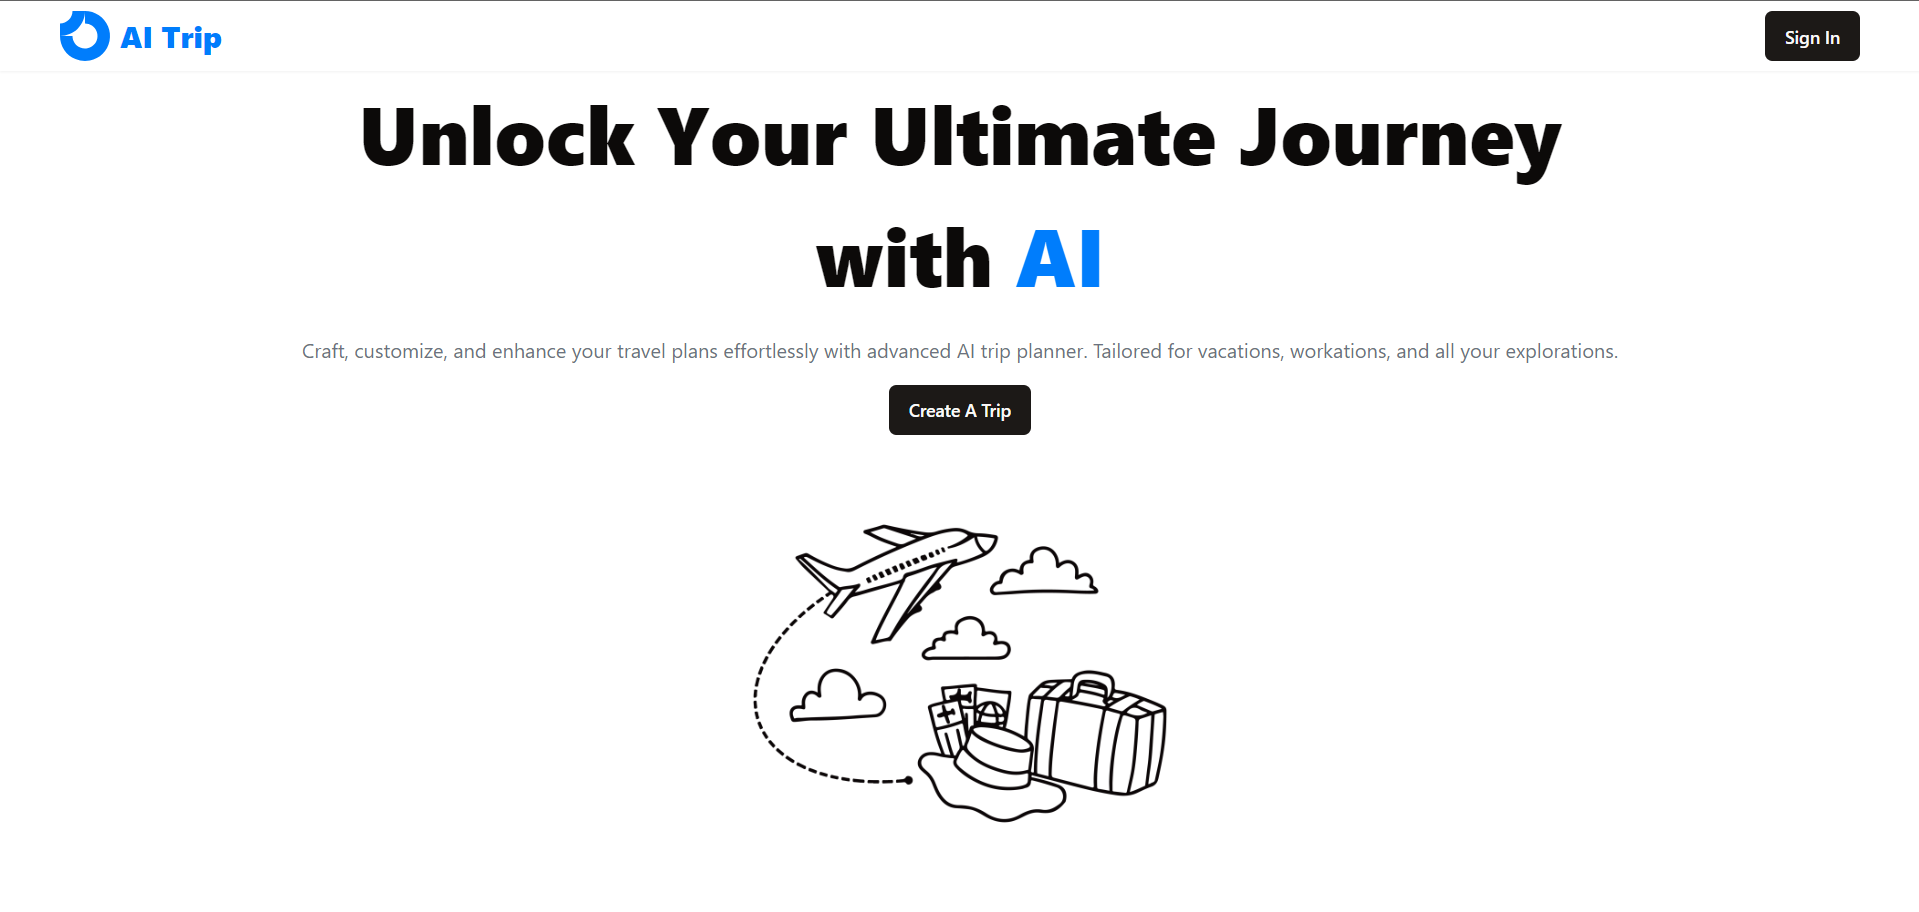 AI Trip
Sign In
Unlock Your Ultimate Journey
with AI
Craft, customize, and enhance your travel plans effortlessly with advanced AI trip planner. Tailored for vacations, workations, and all your explorations.
Create A Trip